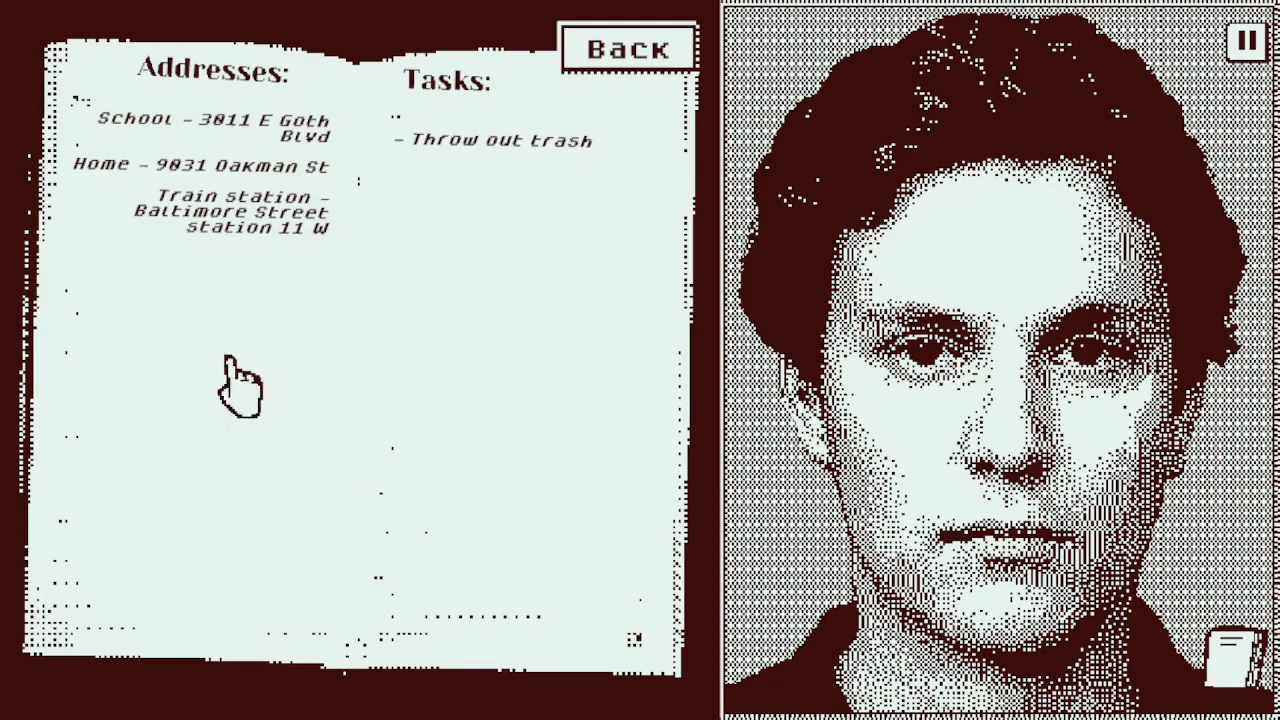 Back
Addresses:
School - 3011 E Goth
Blvd
Home - 9031 Oakman St
Train station -
Baltimore Street
station 11 W
Tasks:
- Throw out trash